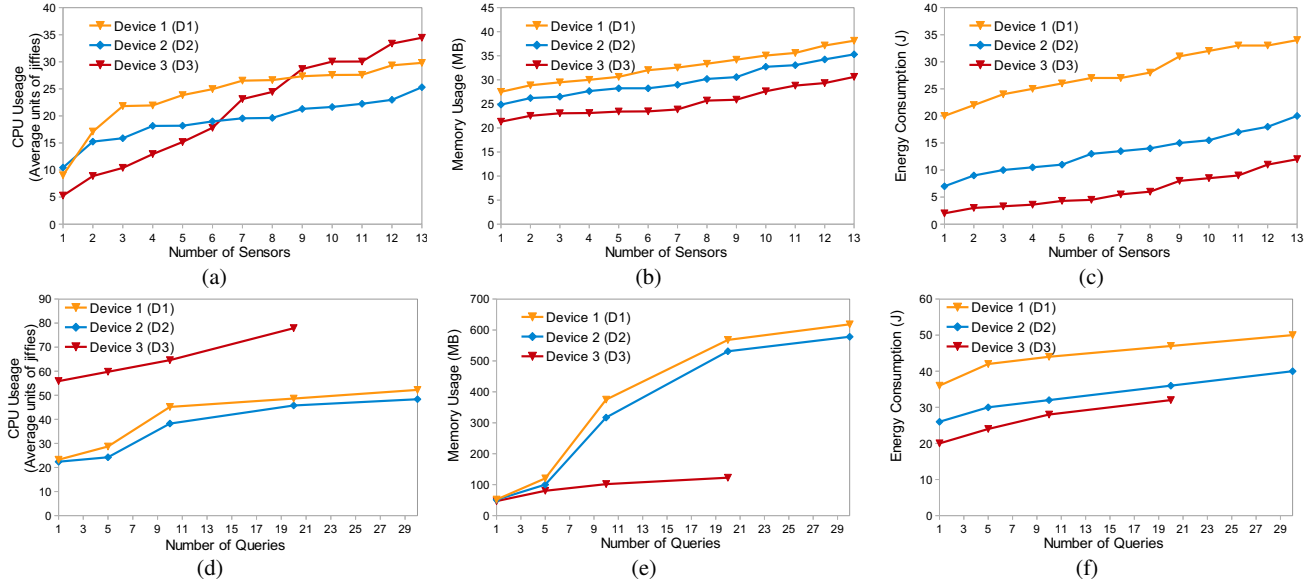 CPU Useage
(Average units of jiffies)
40
35
30
25
20
15
10
5
0
Device 1 (D1)
Device 2 (D2)
Device 3 (D3)
1 2 3 4 5 6 7 8 9 10 11 12 13
Number of Sensors
(a)
Memory Usage (MB)
45
40
35
30
25
20
15
10
5
0
Device 1 (D1)
Device 2 (D2)
Device 3 (D3)
1 2 3 4 5 6 7 8 9 10 11 12 13
Number of Sensors
(b)
Energy Consumption (J)
40
35
30
25
20
15
10
5
0
Device 1 (D1)
Device 2 (D2)
Device 3 (D3)
1 2 3 4 5 6 7 8 9 10 11 12 13
Number of Sensors
(c)
CPU Useage
(Average units of jiffies)
90
80
70
60
50
40
30
20
10
0
Device 1 (D1)
Device 2 (D2)
Device 3 (D3)
1 3 5 7 9 11 13 15 17 19 21 23 25 27 29
Number of Queries
(d)
Memory Usage (MB)
700
600
500
400
300
200
100
0
Device 1 (D1)
Device 2 (D2)
Device 3 (D3)
1 3 5 7 9 11 13 15 17 19 21 23 25 27 29
Number of Queries
(e)
Energy Consumption (J)
60
50
40
30
20
10
0
Device 1 (D1)
Device 2 (D2)
Device 3 (D3)
1 3 5 7 9 11 13 15 17 19 21 23 25 27 29
Number of Queries
(f)